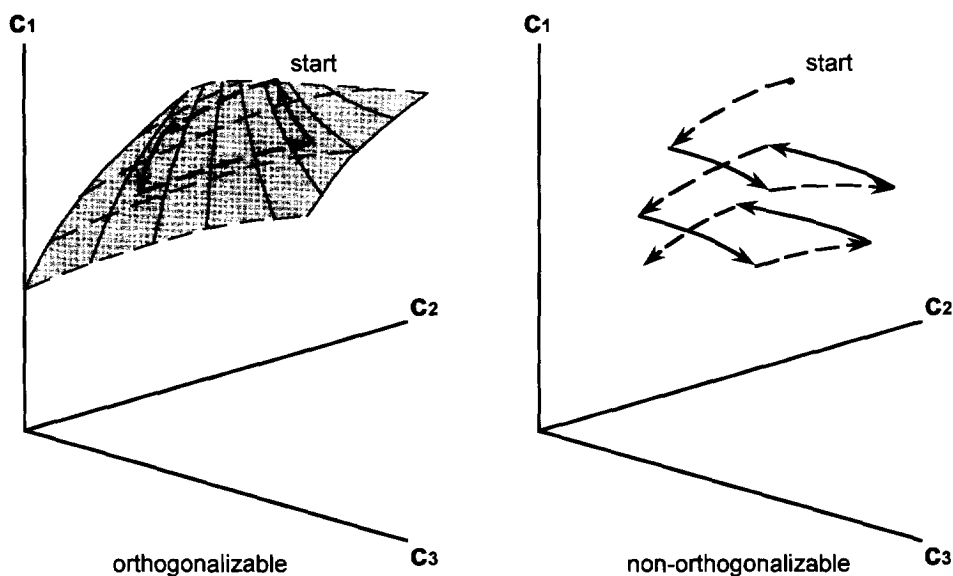 C1
start
C2
C3
orthogonalizable
C1
start
C2
C3
non-orthogonalizable